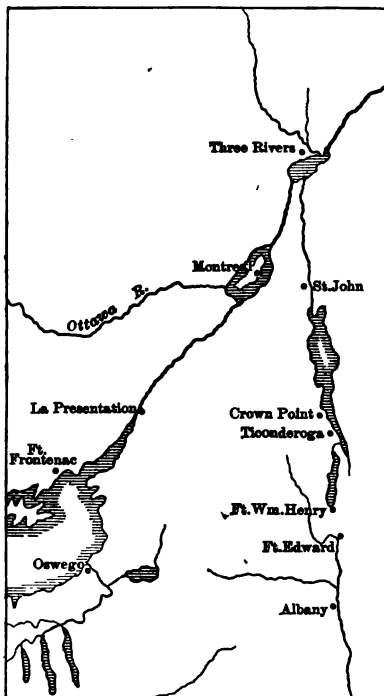 Three Rivers
Montreal
St.John
Ottawa R.
La Presentation
Crown Point
Ticonderoga
Ft.
Frontenac
Ft.Wm.Henry
Ft.Edward
Oswego
Albany